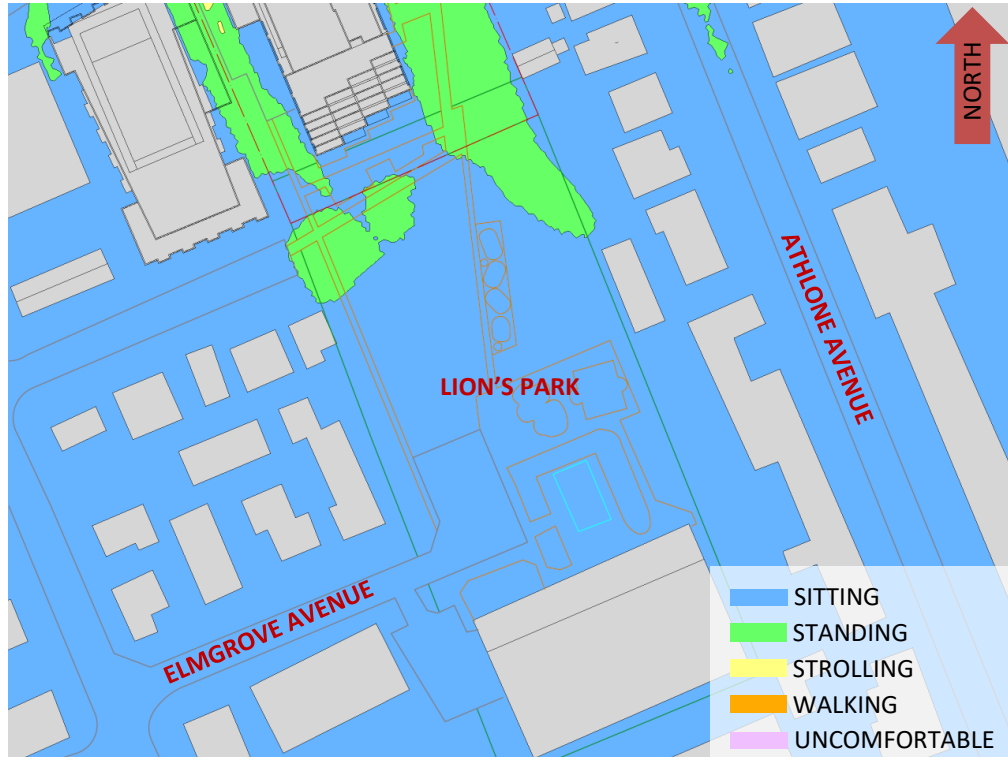 NORTH
ATHLONE AVENUE
LION'S PARK
ELMGROVE AVENUE
SITTING
STANDING
STROLLING
WALKING
UNCOMFORTABLE